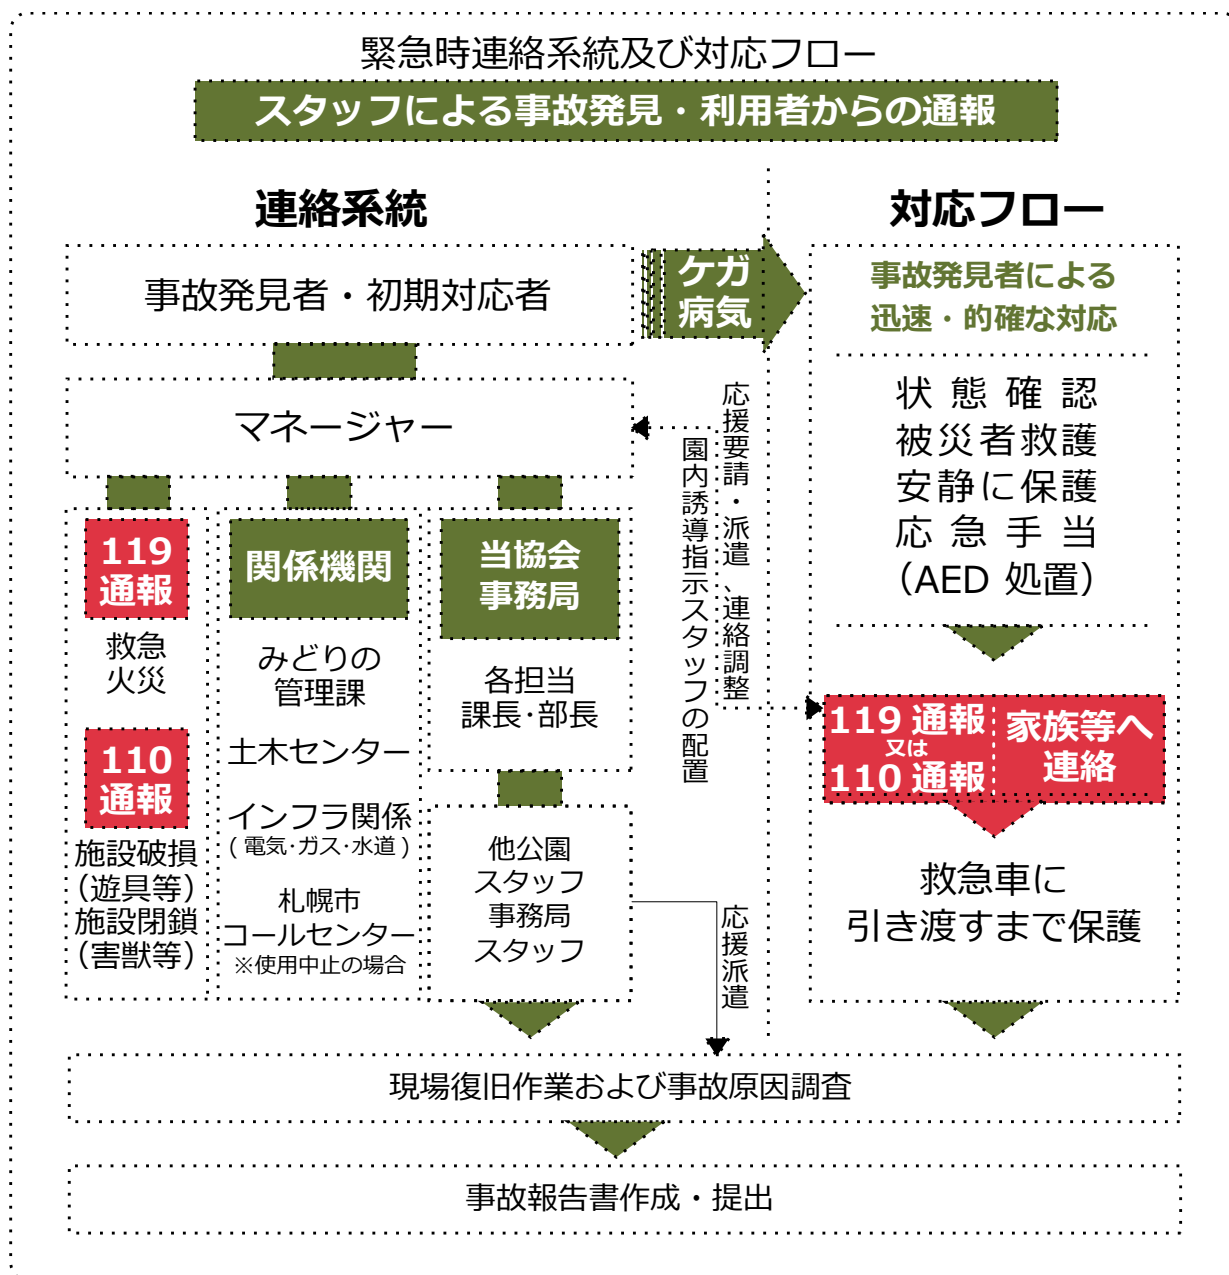 緊急時連絡系統及び対応フロー
スタッフによる事故発見・利用者からの通報
連絡系統
事故発見者・初期対応者
ケガ
病気
マネージャー
119
通報
救急
火災
110
通報
施設破損
（遊具等）
施設閉鎖
（害獣等）
関係機関
みどりの
管理課
土木センター
インフラ関係
( 電気・ガス・水道 )
札幌市
コールセンター
※使用中止の場合
当協会
事務局
各担当
課長・部長
他公園
スタッフ
事務局
スタッフ
応援要請・派遣、連絡調整
園内誘導指示スタッフの配置
応援派遣
対応フロー
事故発見者による
迅速・的確な対応
状態確認
被災者救護
安静に保護
応急手当
（AED 処置）
119 通報
又は
110 通報
家族等へ
連絡
救急車に
引き渡すまで保護
現場復旧作業および事故原因調査
事故報告書作成・提出